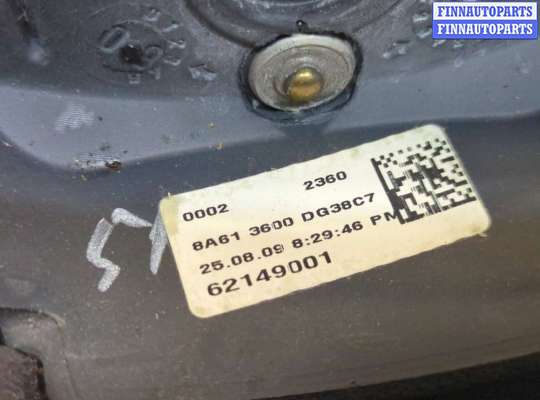 FINNAUTOPARTS
FINNAUTOPARTS
0002 2360
8A61 3600 DG38C7
25.08.09 8:29:46 PM
62149001